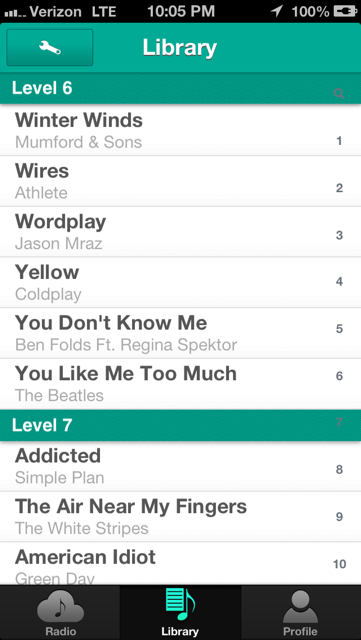 Verizon LTE 10:05 PM 100%
Library
Level 6
Winter Winds
Mumford & Sons
1
Wires
Athlete
2
Wordplay
Jason Mraz
3
Yellow
Coldplay
4
You Don't Know Me
Ben Folds Ft. Regina Spektor
5
You Like Me Too Much
The Beatles
6
Level 7
7
Addicted
Simple Plan
8
The Air Near My Fingers
The White Stripes
9
American Idiot
Green Day
10
Radio Library Profile